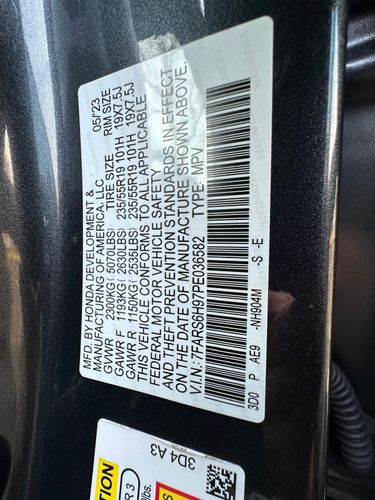 MFD. BY HONDA DEVELOPMENT & 05/'23
MANUFACTURING OF AMERICA, LLC
GVWR 2300KG( 5070LBS) TIRE SIZE RIM SIZE
GAWR F 1193KG( 2630LBS) 235/55R19 101H 19X7.5J
GAWR R 1150KG( 2535LBS) 235/55R19 101H 19X7.5J
THIS VEHICLE CONFORMS TO ALL APPLICABLE
FEDERAL MOTOR VEHICLE SAFETY
AND THEFT PREVENTION STANDARDS IN EFFECT
ON THE DATE OF MANUFACTURE SHOWN ABOVE.
V.I.N.: 7FARS6H97PE036582 TYPE: MPV
3D0 P AE9 -NH904M -S -E
3D4 A3
TION
R 3
lbs.